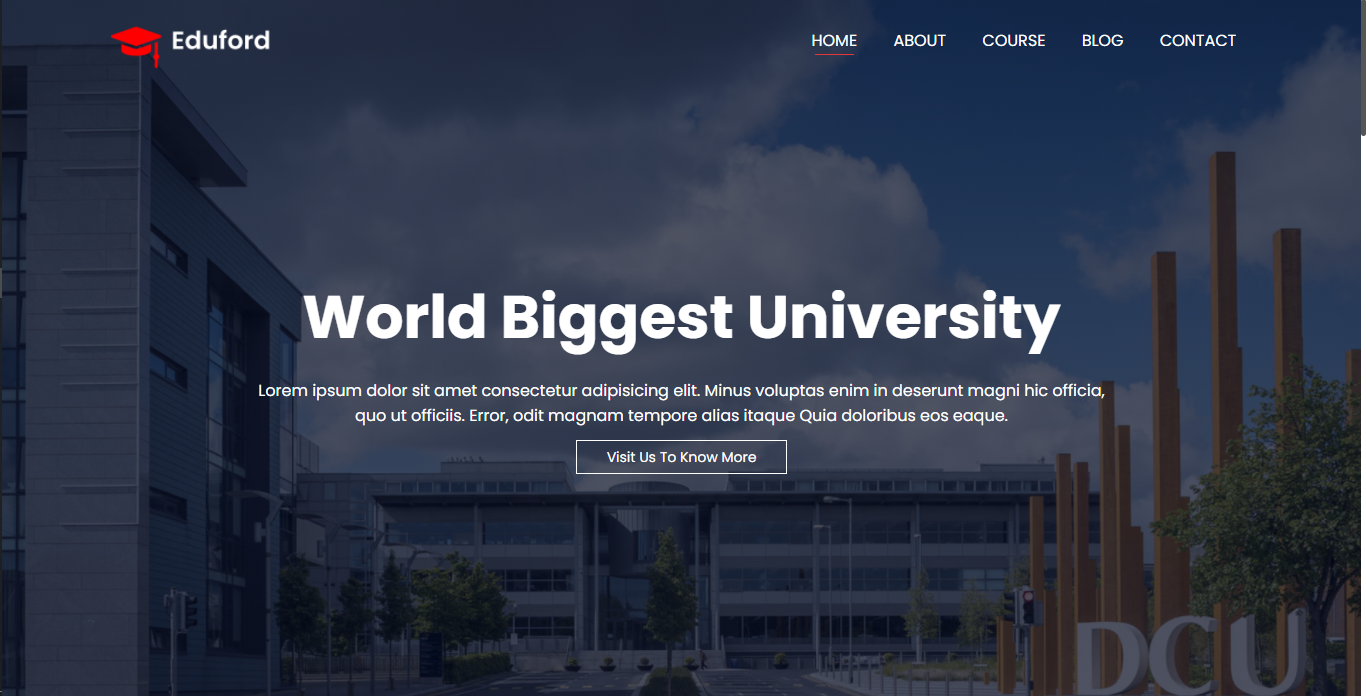 Eduford
HOME ABOUT COURSE BLOG CONTACT
World Biggest University
Lorem ipsum dolor sit amet consectetur adipisicing elit. Minus voluptas enim in deserunt magni hic officia,
quo ut officiis. Error, odit magnam tempore alias itaque Quia doloribus eos eaque.
Visit Us To Know More
DCU